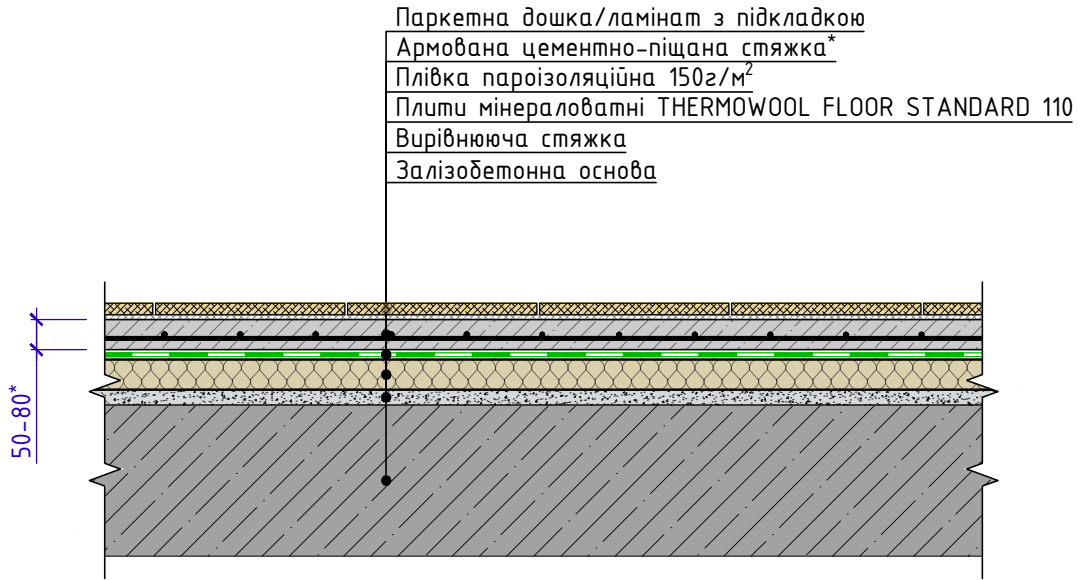 Паркетна дошка/ламінат з підкладкою
Армована цементно-піщана стяжка*
Плівка пароізоляційна 150г/м²
Плити мінераловатні THERMOWOOL FLOOR STANDARD 110
Вирівнююча стяжка
Залізобетонна основа
50-80*